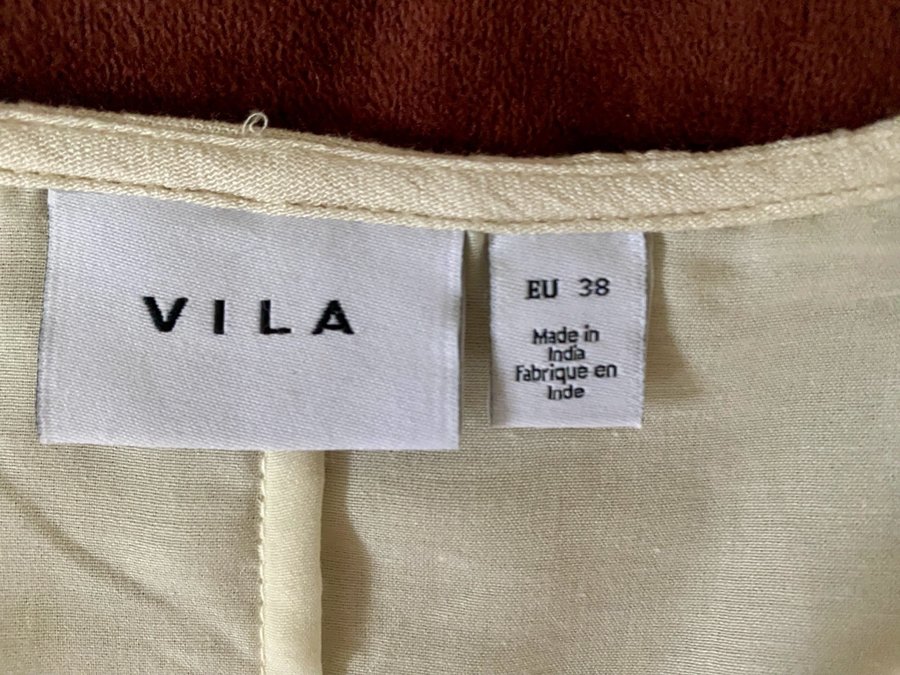 VILA
EU 38
Made in
India
Fabrique en
Inde